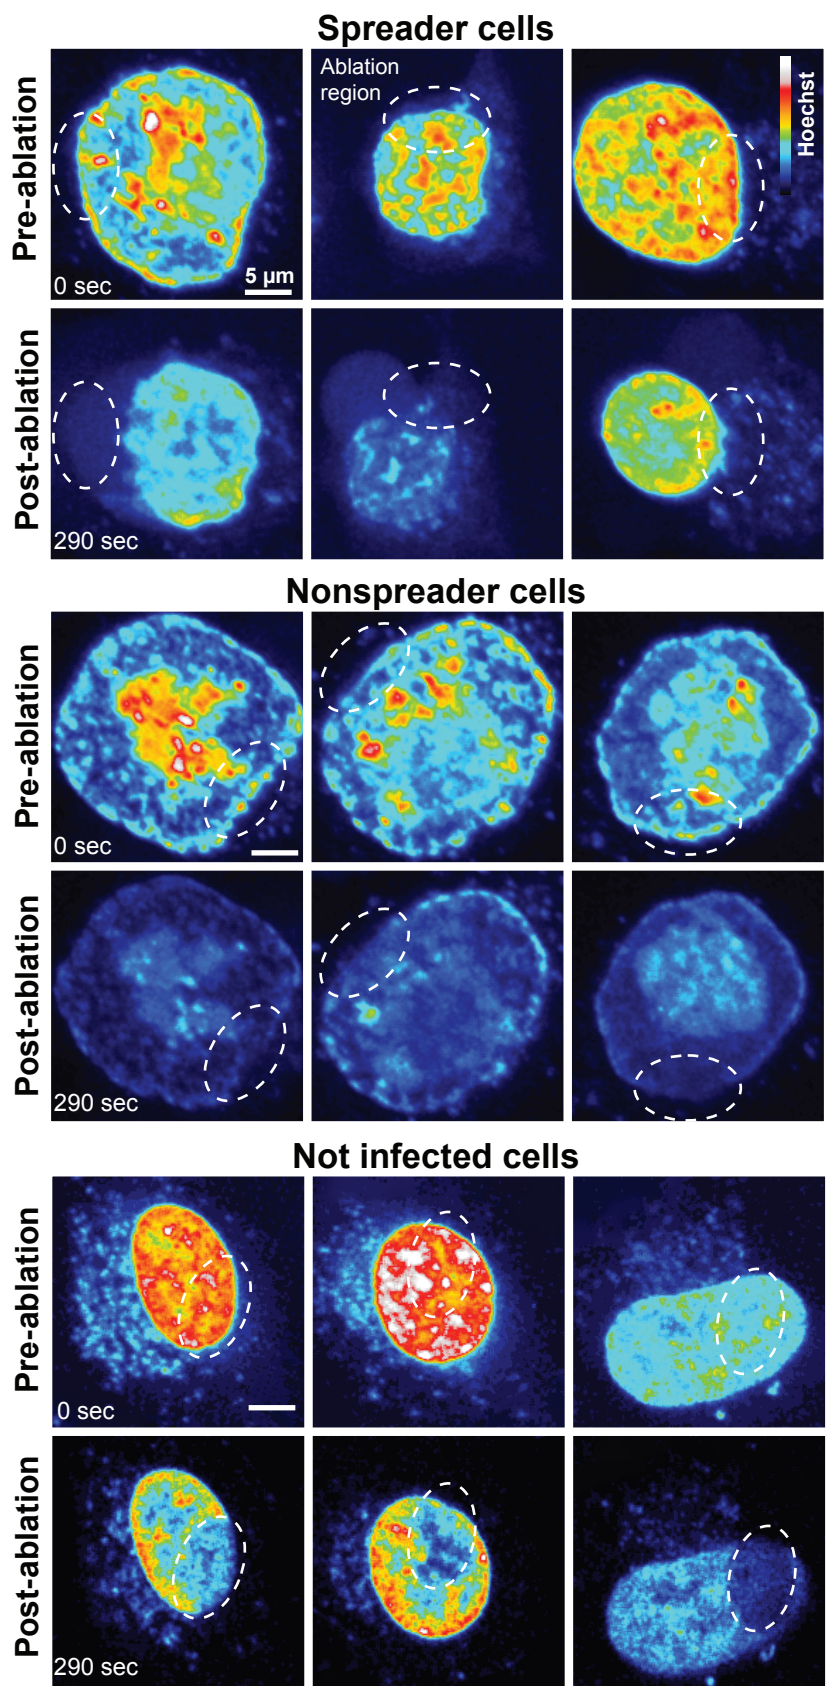 Spreader cells
Pre-ablation
Ablation
region
Hoechst
0 sec
5 µm
Post-ablation
290 sec
Nonspreader cells
Pre-ablation
0 sec
Post-ablation
290 sec
Not infected cells
Pre-ablation
0 sec
Post-ablation
290 sec